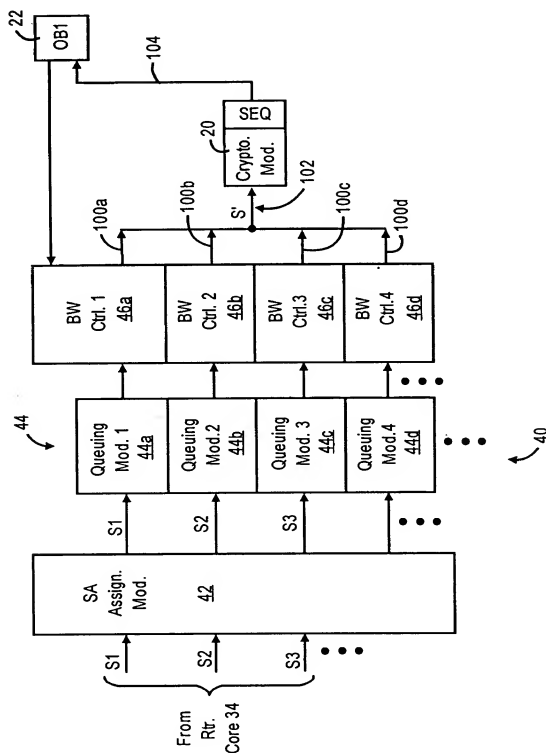 From
Rtr.
Core 34
S1
S2
S3
SA
Assign.
Mod.
42
S1
S2
S3
44
Queuing
Mod. 1
44a
Queuing
Mod.2
44b
Queuing
Mod. 3
44c
Queuing
Mod.4
44d
BW
Ctrl. 1
46a
BW
Ctrl. 2
46b
BW
Ctrl.3
46c
BW
Ctrl.4
46d
100a
100b
100c
100d
S'
102
20
Crypto.
Mod.
SEQ
104
22
OB1
40